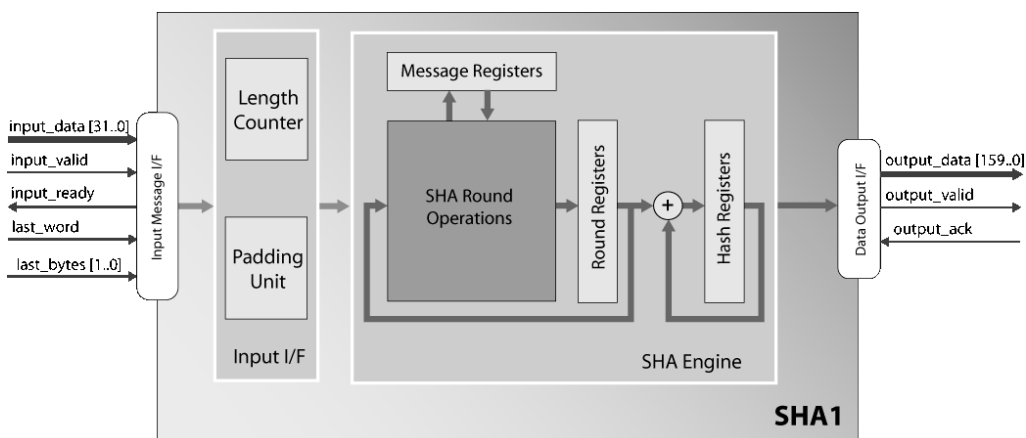 input_data [31..0]
input_valid
input_ready
last_word
last_bytes [1..0]
Input Message I/F
Length
Counter
Padding
Unit
Input I/F
Message Registers
SHA Round
Operations
Round Registers
+
Hash Registers
SHA Engine
Data Output I/F
output_data [159..0]
output_valid
output_ack
SHA1